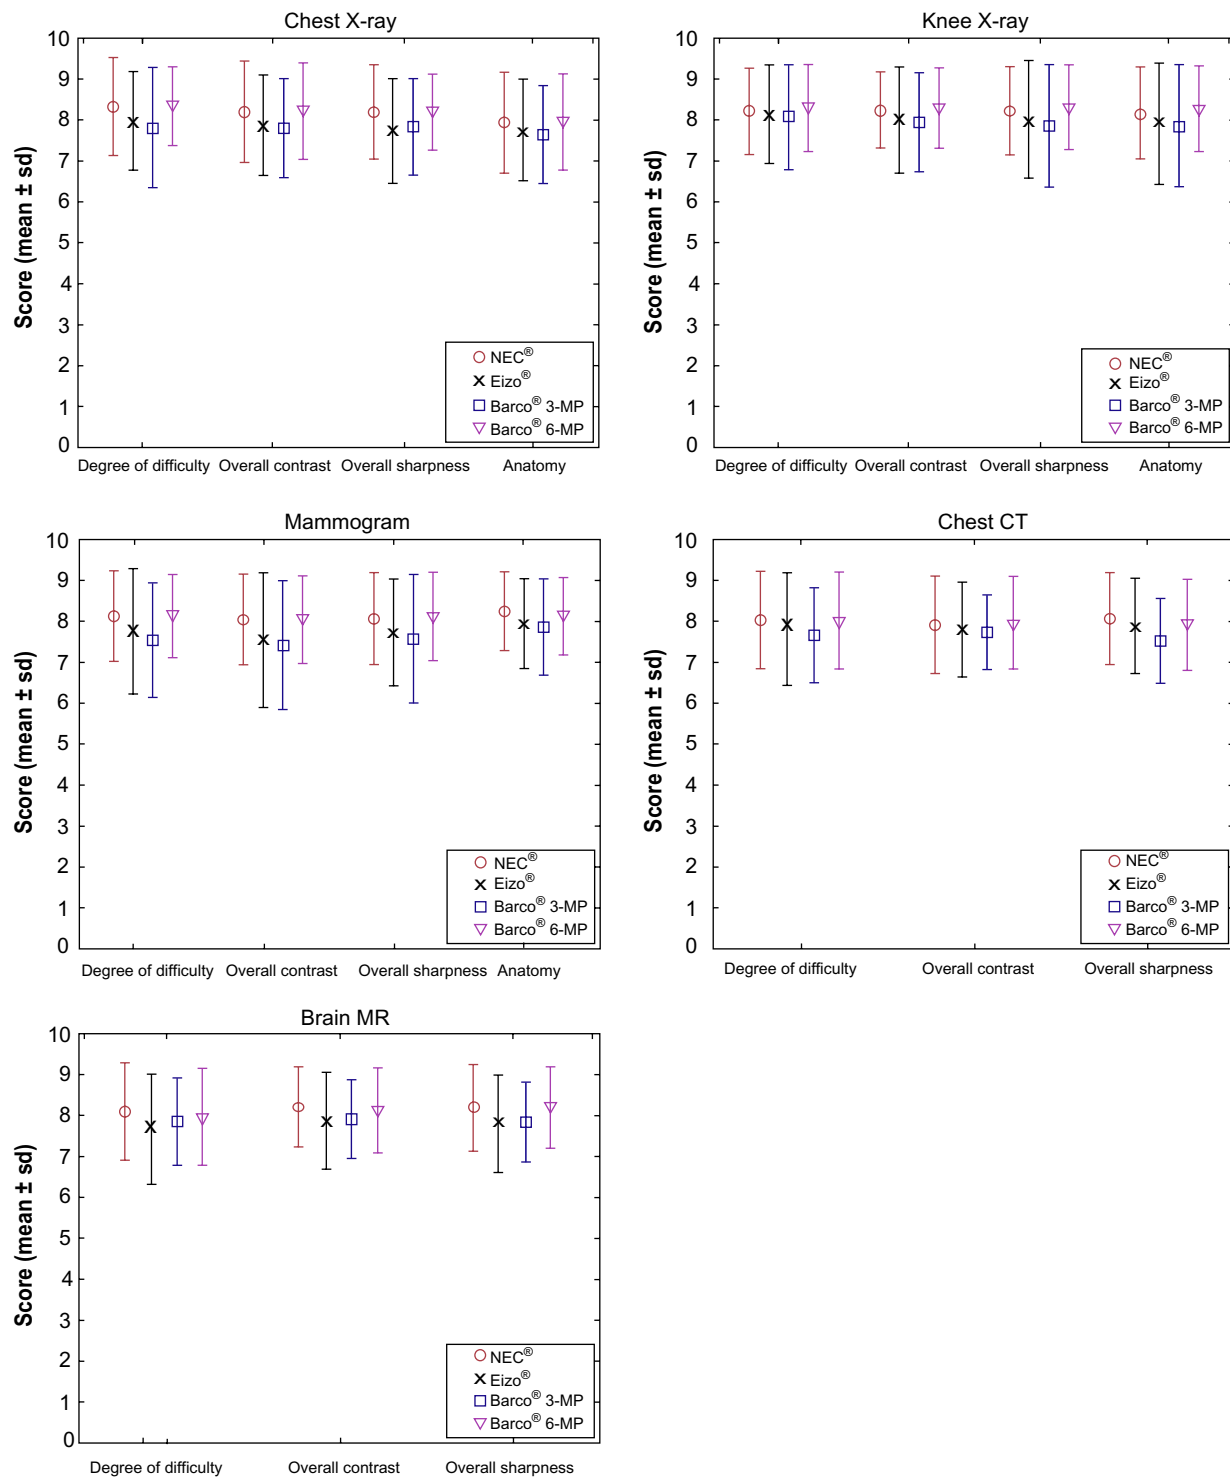 Chest X-ray
Score (mean ± sd)
10
9
8
7
6
5
4
3
2
1
0
NEC®
Eizo®
Barco® 3-MP
Barco® 6-MP
Degree of difficulty Overall contrast Overall sharpness Anatomy
Knee X-ray
Score (mean ± sd)
10
9
8
7
6
5
4
3
2
1
0
NEC®
Eizo®
Barco® 3-MP
Barco® 6-MP
Degree of difficulty Overall contrast Overall sharpness Anatomy
Mammogram
Score (mean ± sd)
10
9
8
7
6
5
4
3
2
1
0
NEC®
Eizo®
Barco® 3-MP
Barco® 6-MP
Degree of difficulty Overall contrast Overall sharpness Anatomy
Chest CT
Score (mean ± sd)
10
9
8
7
6
5
4
3
2
1
0
NEC®
Eizo®
Barco® 3-MP
Barco® 6-MP
Degree of difficulty Overall contrast Overall sharpness
Brain MR
Score (mean ± sd)
10
9
8
7
6
5
4
3
2
1
0
NEC®
Eizo®
Barco® 3-MP
Barco® 6-MP
Degree of difficulty Overall contrast Overall sharpness